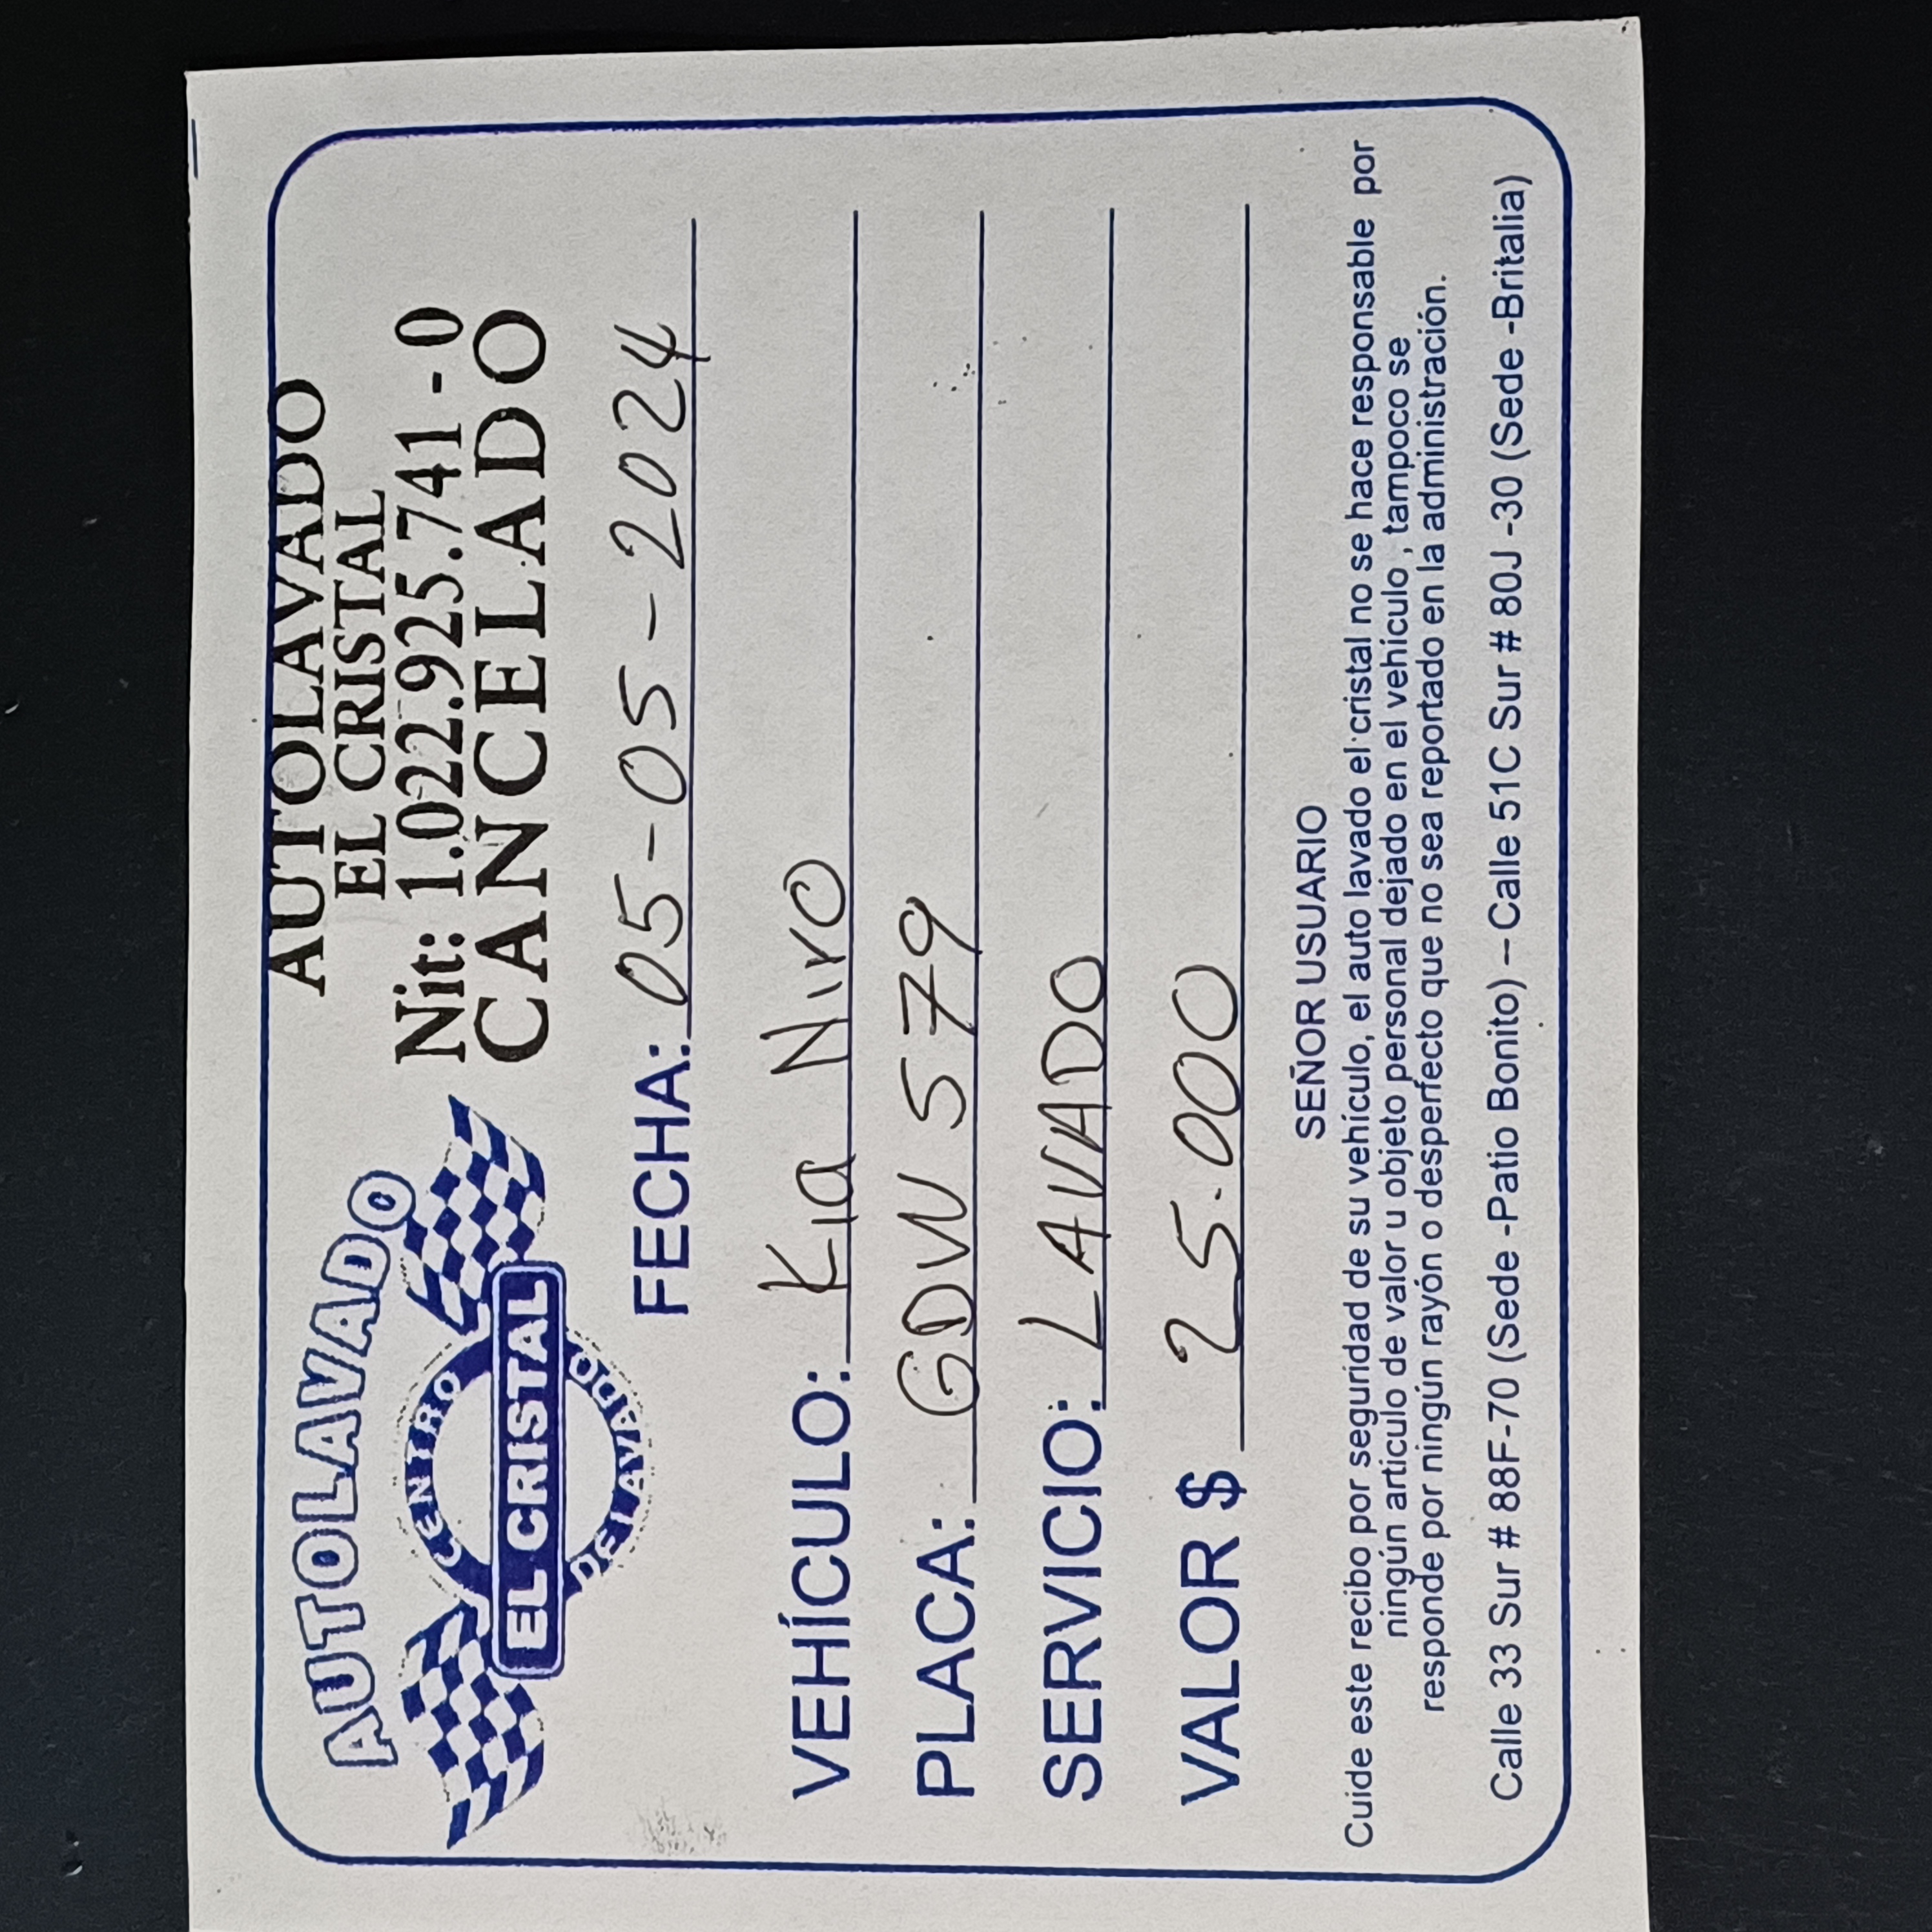 AUTOLAVADO
CENTRO
EL CRISTAL
DE LAVADO
AUTOLAVADO
EL CRISTAL
Nit: 1.022.925.741 - 0
CANCELADO
FECHA: 05-05-2024
VEHÍCULO: Kia Niro
PLACA: GDW 579
SERVICIO: LAVADO
VALOR $ 25.000
SEÑOR USUARIO
Cuide este recibo por seguridad de su vehículo, el auto lavado el cristal no se hace responsable por
ningún articulo de valor u objeto personal dejado en el vehículo , tampoco se
responde por ningún rayón o desperfecto que no sea reportado en la administración.
Calle 33 Sur # 88F-70 (Sede -Patio Bonito) – Calle 51C Sur # 80J -30 (Sede -Britalia)